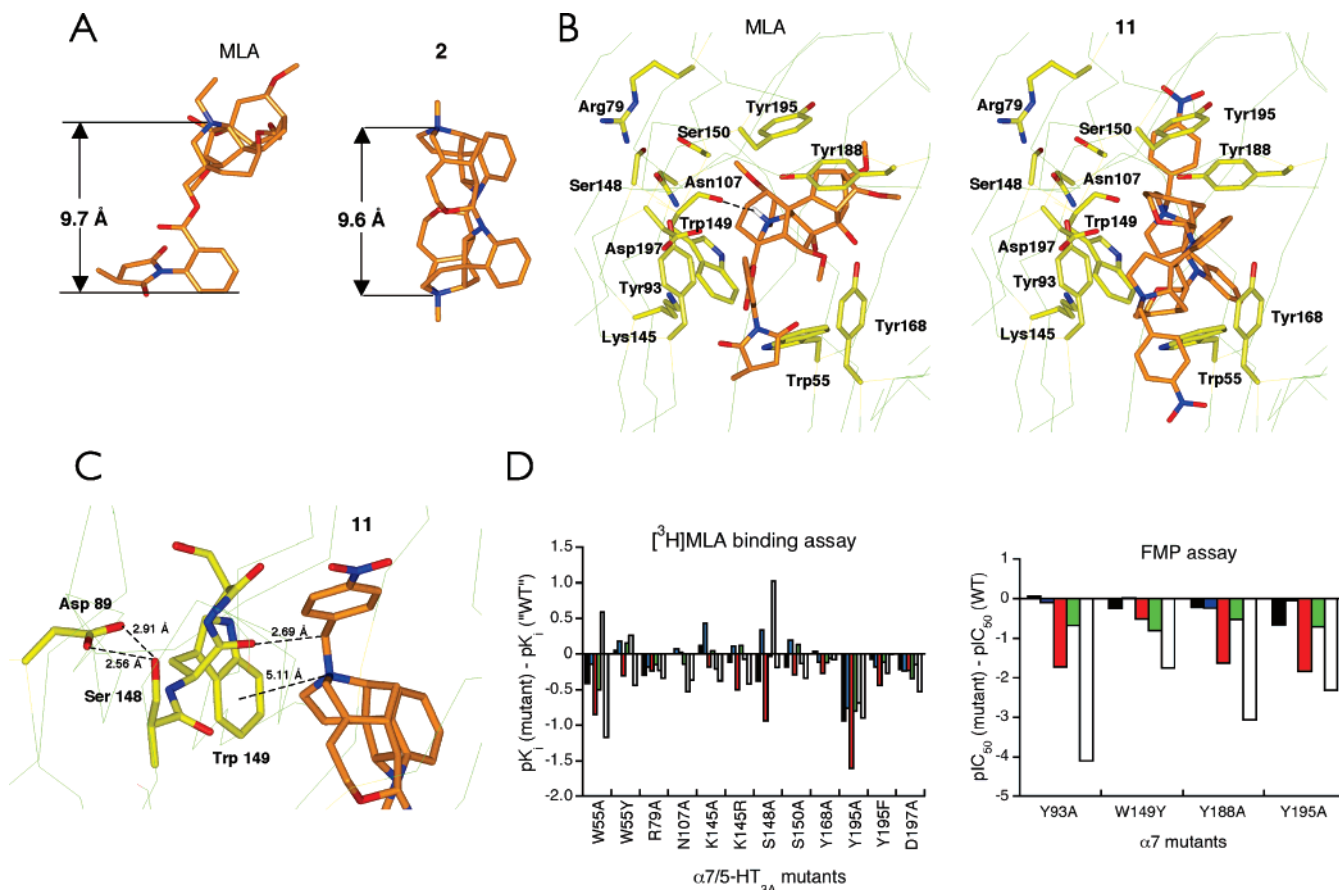 A
MLA
2
9.7 Å
9.6 Å
B
MLA
11
Arg79
Tyr195
Ser150
Tyr188
Ser148
Asn107
Trp149
Asp197
Tyr93
Lys145
Tyr168
Trp55
Arg79
Tyr195
Ser150
Tyr188
Ser148
Asn107
Trp149
Asp197
Tyr93
Lys145
Tyr168
Trp55
C
11
Asp 89
2.91 Å
2.56 Å
2.69 Å
5.11 Å
Ser 148
Trp 149
D
[³H]MLA binding assay
pKᵢ (mutant) - pKᵢ ("WT")
1.5
1.0
0.5
0
-0.5
-1.0
-1.5
-2.0
W55A
W55Y
R79A
N107A
K145A
K145R
S148A
S150A
Y168A
Y195A
Y195F
D197A
α7/5-HT₃A mutants
FMP assay
pIC₅₀ (mutant) - pIC₅₀ (WT)
1
0
-1
-2
-3
-4
-5
Y93A
W149Y
Y188A
Y195A
α7 mutants